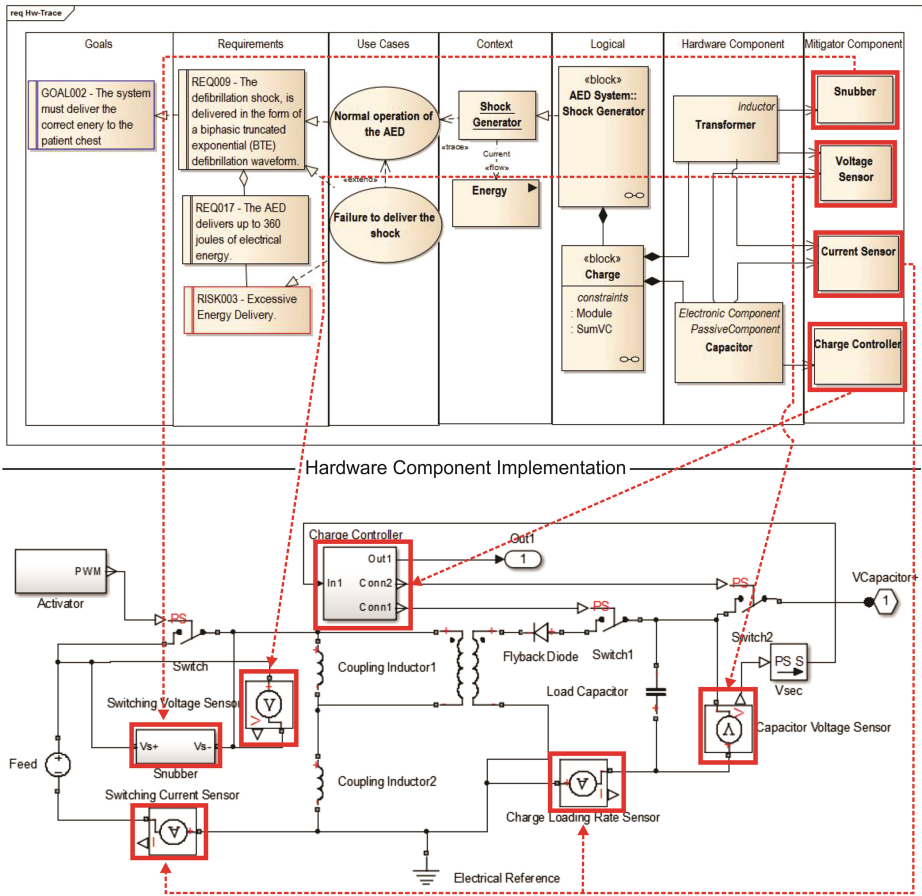 req Hw-Trace
Goals
Requirements
Use Cases
Context
Logical
Hardware Component
Mitigator Component
GOAL002 - The system
must deliver the
correct enery to the
patient chest
REQ009 - The
defibrillation shock, is
delivered in the form of
a biphasic truncated
exponential (BTE)
defibrillation waveform.
REQ017 - The AED
delivers up to 360
joules of electrical
energy.
RISK003 - Excessive
Energy Delivery.
Normal operation of
the AED
«extend»
Failure to deliver the
shock
«trace»
Shock
Generator
Current
«flow»
Energy
«block»
AED System::
Shock Generator
«block»
Charge
constraints
: Module
: SumVC
Inductor
Transformer
Electronic Component
PassiveComponent
Capacitor
Snubber
Voltage
Sensor
Current Sensor
Charge Controller
Hardware Component Implementation
Charge Controller
In1
Out1
Conn2
Conn1
Out1
1
PWM
Activator
PS
Switch
PS
Switch1
PS
Switch2
VCapacitor+
1
Coupling Inductor1
Flyback Diode
Load Capacitor
PS S
Vsec
Switching Voltage Sensor
V
V
Capacitor Voltage Sensor
V
V
Feed
Vs+
Vs-
Snubber
Coupling Inductor2
Switching Current Sensor
A
I
Charge Loading Rate Sensor
A
I
Electrical Reference